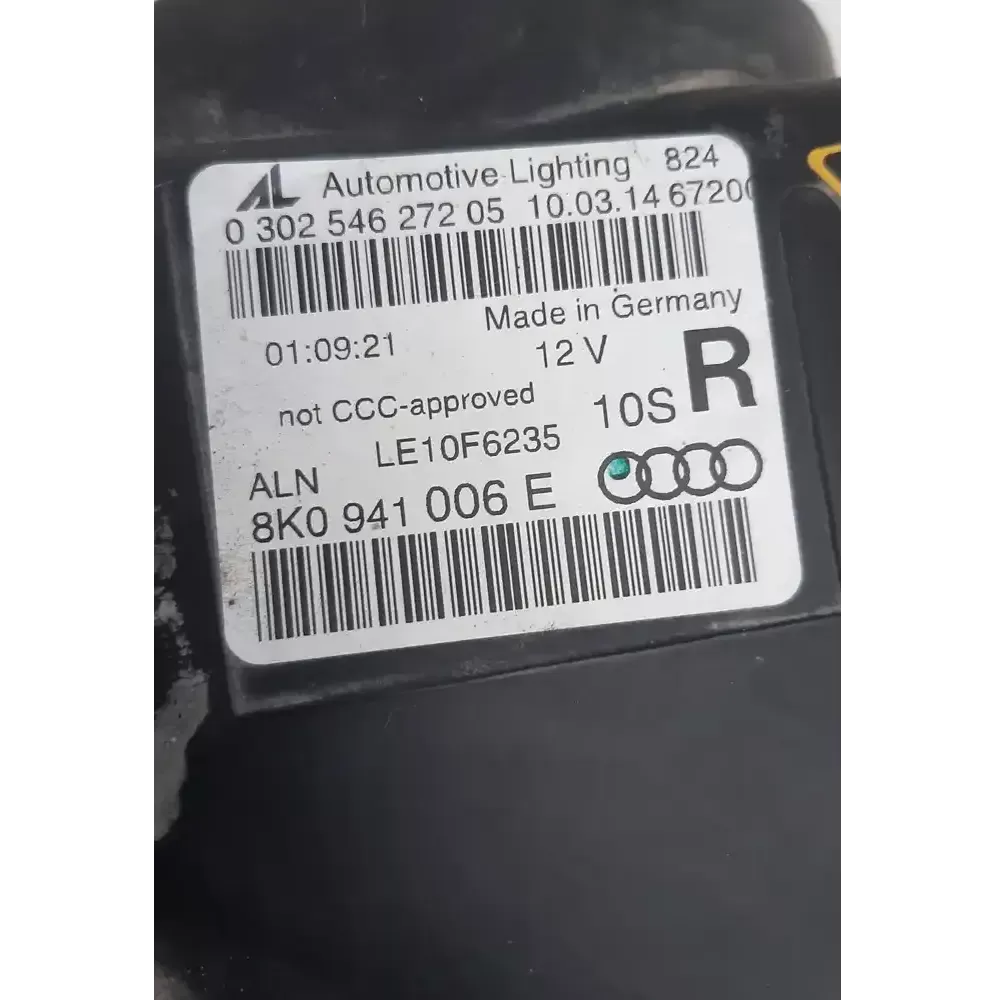 AL Automotive Lighting 824
0 302 546 272 05 10.03.14 6720
01:09:21
Made in Germany
12 V
R
not CCC-approved
10S
LE10F6235
ALN
8K0 941 006 E